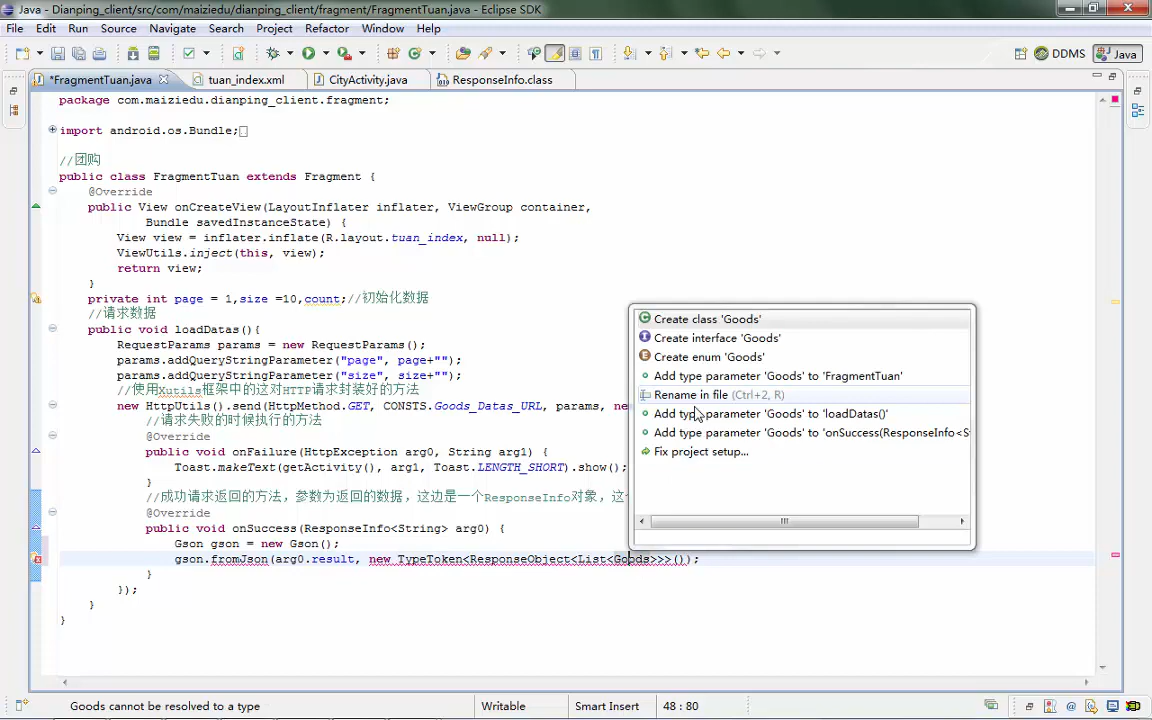 Java - Dianping_client/src/com/maiziedu/dianping_client/fragment/FragmentTuan.java - Eclipse SDK
File Edit Run Source Navigate Search Project Refactor Window Help
DDMS Java
*FragmentTuan.java tuan_index.xml CityActivity.java ResponseInfo.class
package com.maiziedu.dianping_client.fragment;
import android.os.Bundle;
//团购
public class FragmentTuan extends Fragment {
@Override
public View onCreateView(LayoutInflater inflater, ViewGroup container,
Bundle savedInstanceState) {
View view = inflater.inflate(R.layout.tuan_index, null);
ViewUtils.inject(this, view);
return view;
}
private int page = 1,size =10,count;//初始化数据
//请求数据
public void loadDatas(){
RequestParams params = new RequestParams();
params.addQueryStringParameter("page", page+"");
params.addQueryStringParameter("size", size+"");
//使用Xutils框架中的这对HTTP请求封装好的方法
new HttpUtils().send(HttpMethod.GET, CONSTS.Goods_Datas_URL, params, ne
//请求失败的时候执行的方法
@Override
public void onFailure(HttpException arg0, String arg1) {
Toast.makeText(getActivity(), arg1, Toast.LENGTH_SHORT).show();
}
//成功请求返回的方法，参数为返回的数据，这边是一个ResponseInfo对象，这个
@Override
public void onSuccess(ResponseInfo<String> arg0) {
Gson gson = new Gson();
gson.fromJson(arg0.result, new TypeToken<ResponseObject<List<Goods>>>());
}
});
}
}
Create class 'Goods'
Create interface 'Goods'
Create enum 'Goods'
Add type parameter 'Goods' to 'FragmentTuan'
Rename in file (Ctrl+2, R)
Add type parameter 'Goods' to 'loadDatas()'
Add type parameter 'Goods' to 'onSuccess(ResponseInfo<S
Fix project setup...
Goods cannot be resolved to a type Writable Smart Insert 48 : 80